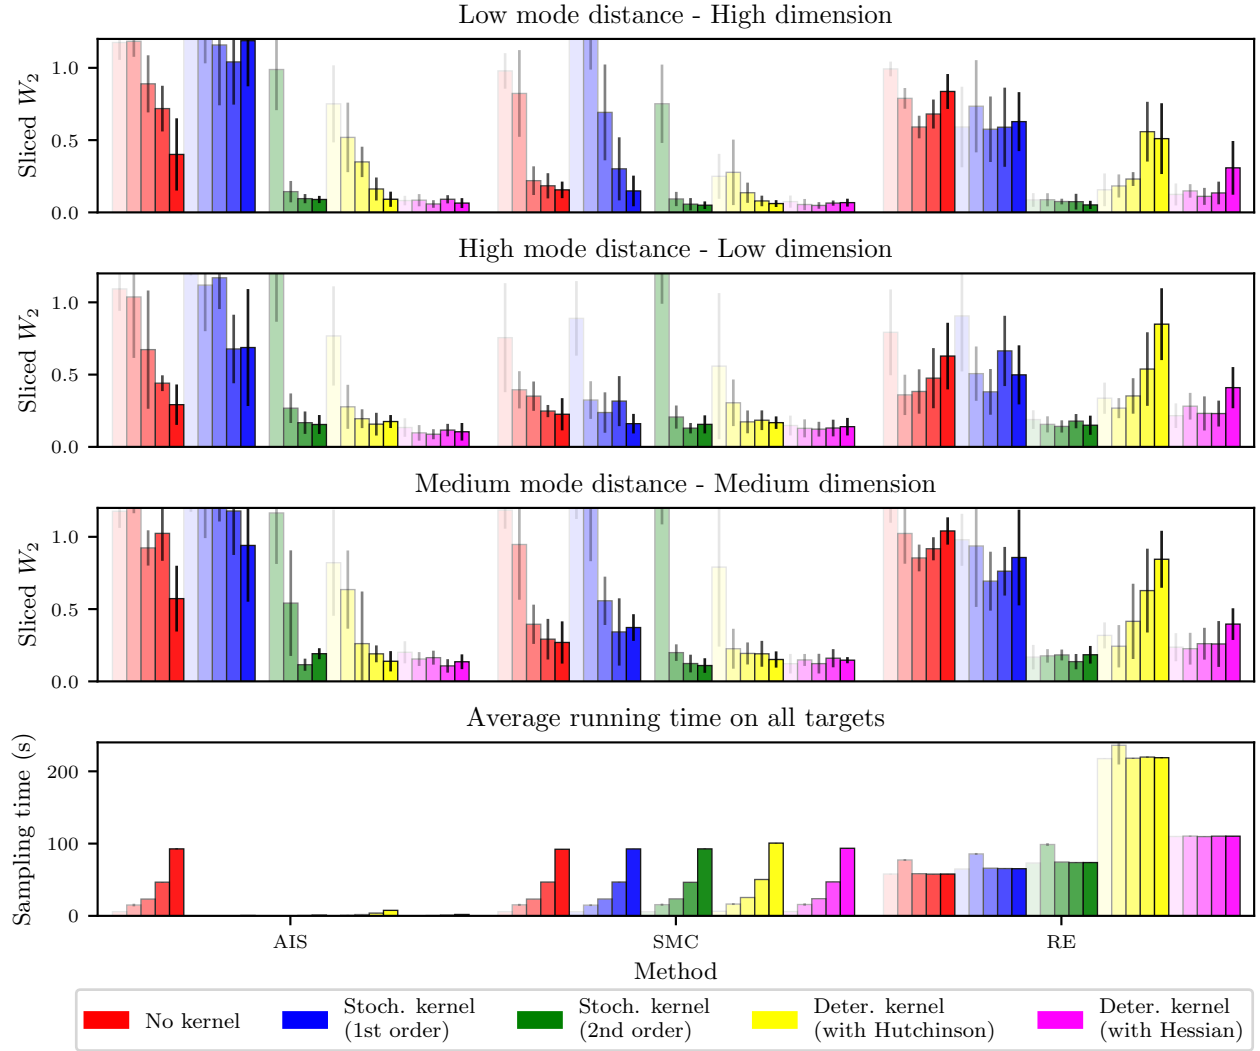 Low mode distance - High dimension
Sliced W₂
1.0
0.5
0.0
High mode distance - Low dimension
Sliced W₂
1.0
0.5
0.0
Medium mode distance - Medium dimension
Sliced W₂
1.0
0.5
0.0
Average running time on all targets
Sampling time (s)
200
100
0
AIS
SMC
RE
Method
No kernel
Stoch. kernel
(1st order)
Stoch. kernel
(2nd order)
Deter. kernel
(with Hutchinson)
Deter. kernel
(with Hessian)